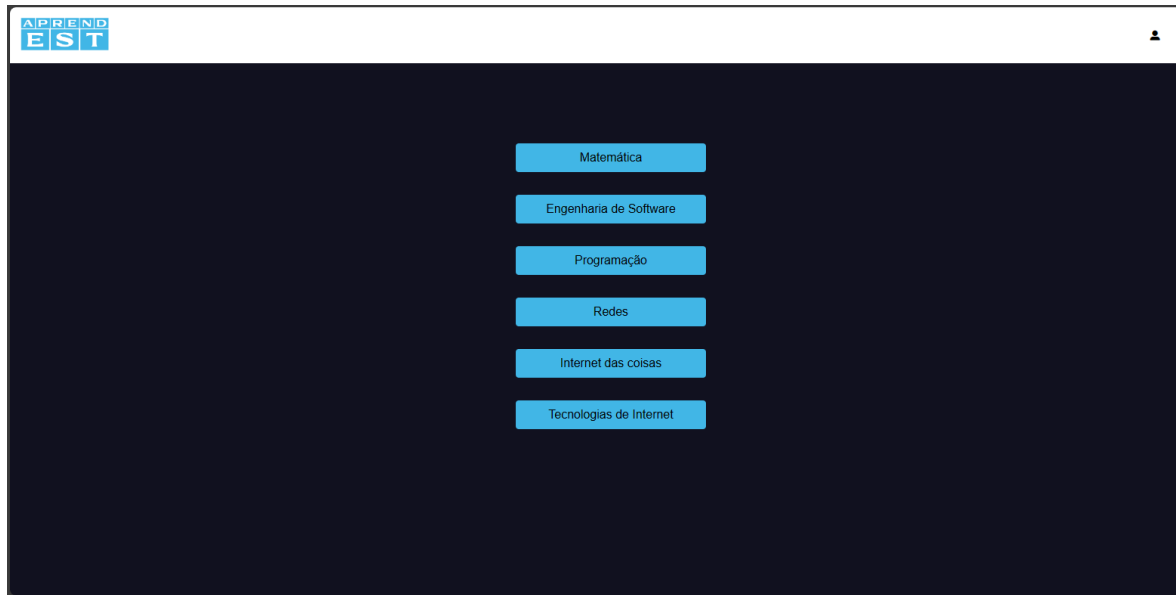 APREND
EST
Matemática
Engenharia de Software
Programação
Redes
Internet das coisas
Tecnologias de Internet